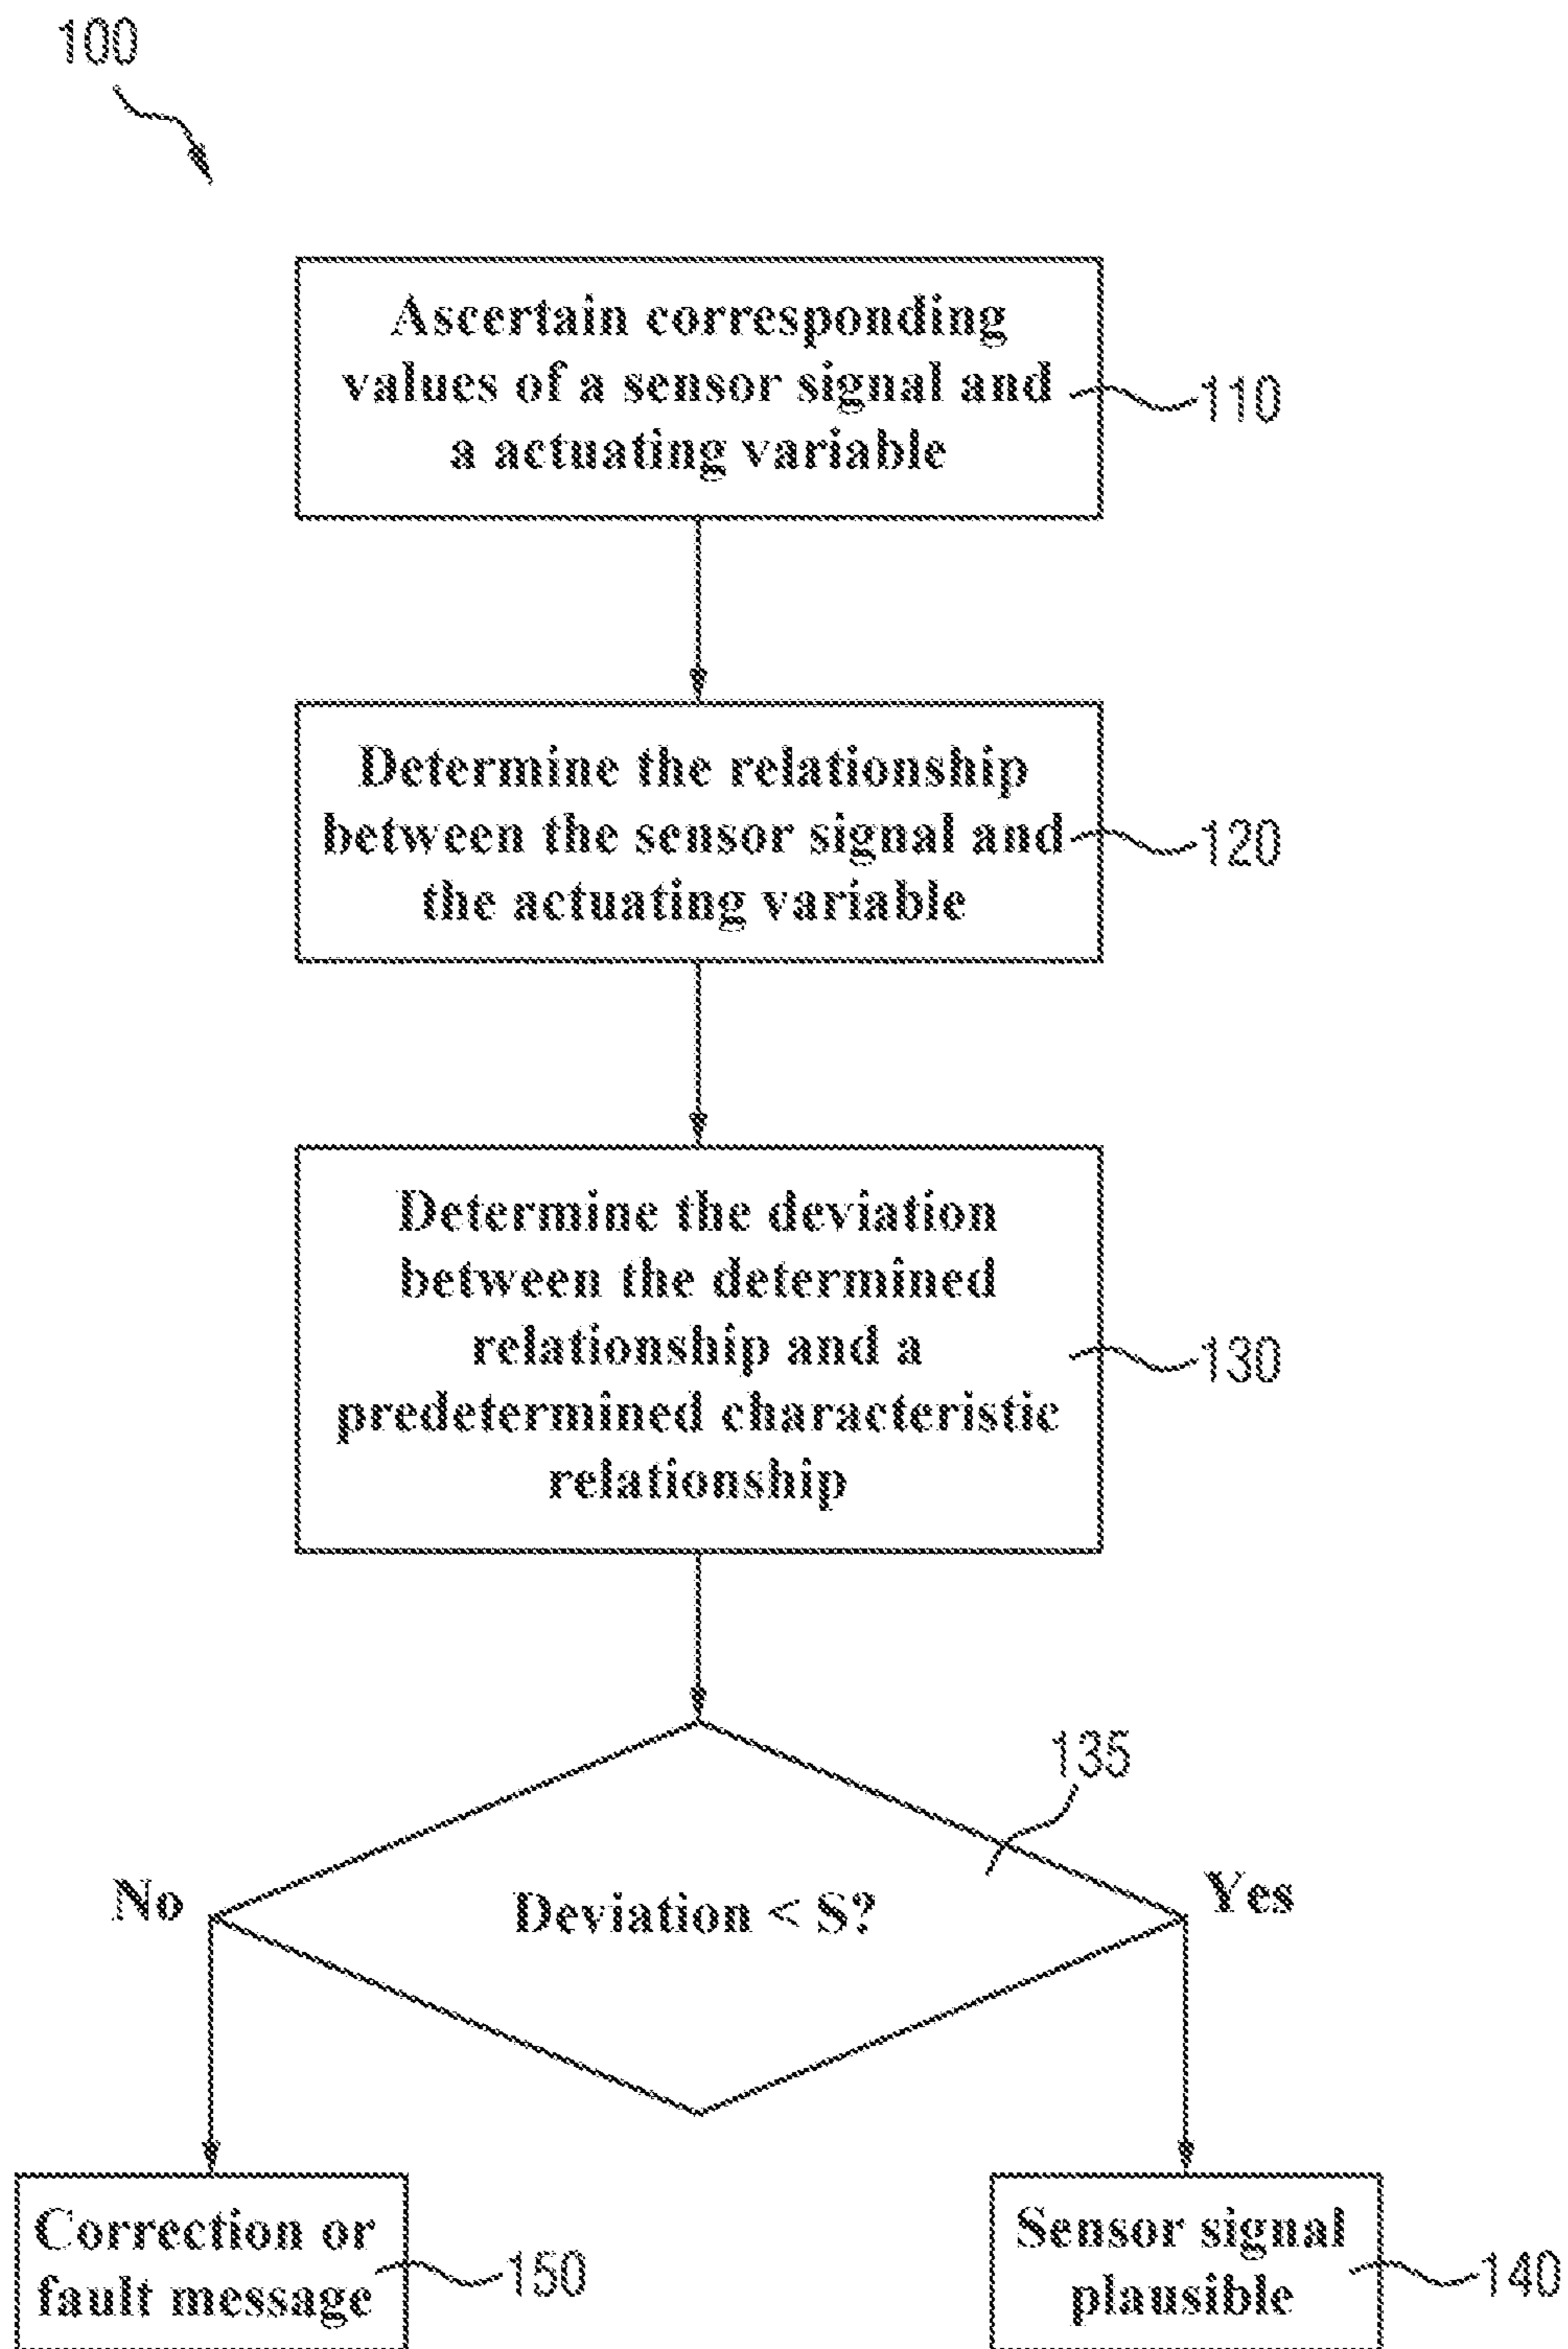 100
Ascertain corresponding
values of a sensor signal and
a actuating variable
110
Determine the relationship
between the sensor signal and
the actuating variable
120
Determine the deviation
between the determined
relationship and a
predetermined characteristic
relationship
130
135
No
Deviation < S?
Yes
Correction or
fault message
150
Sensor signal
plausible
140